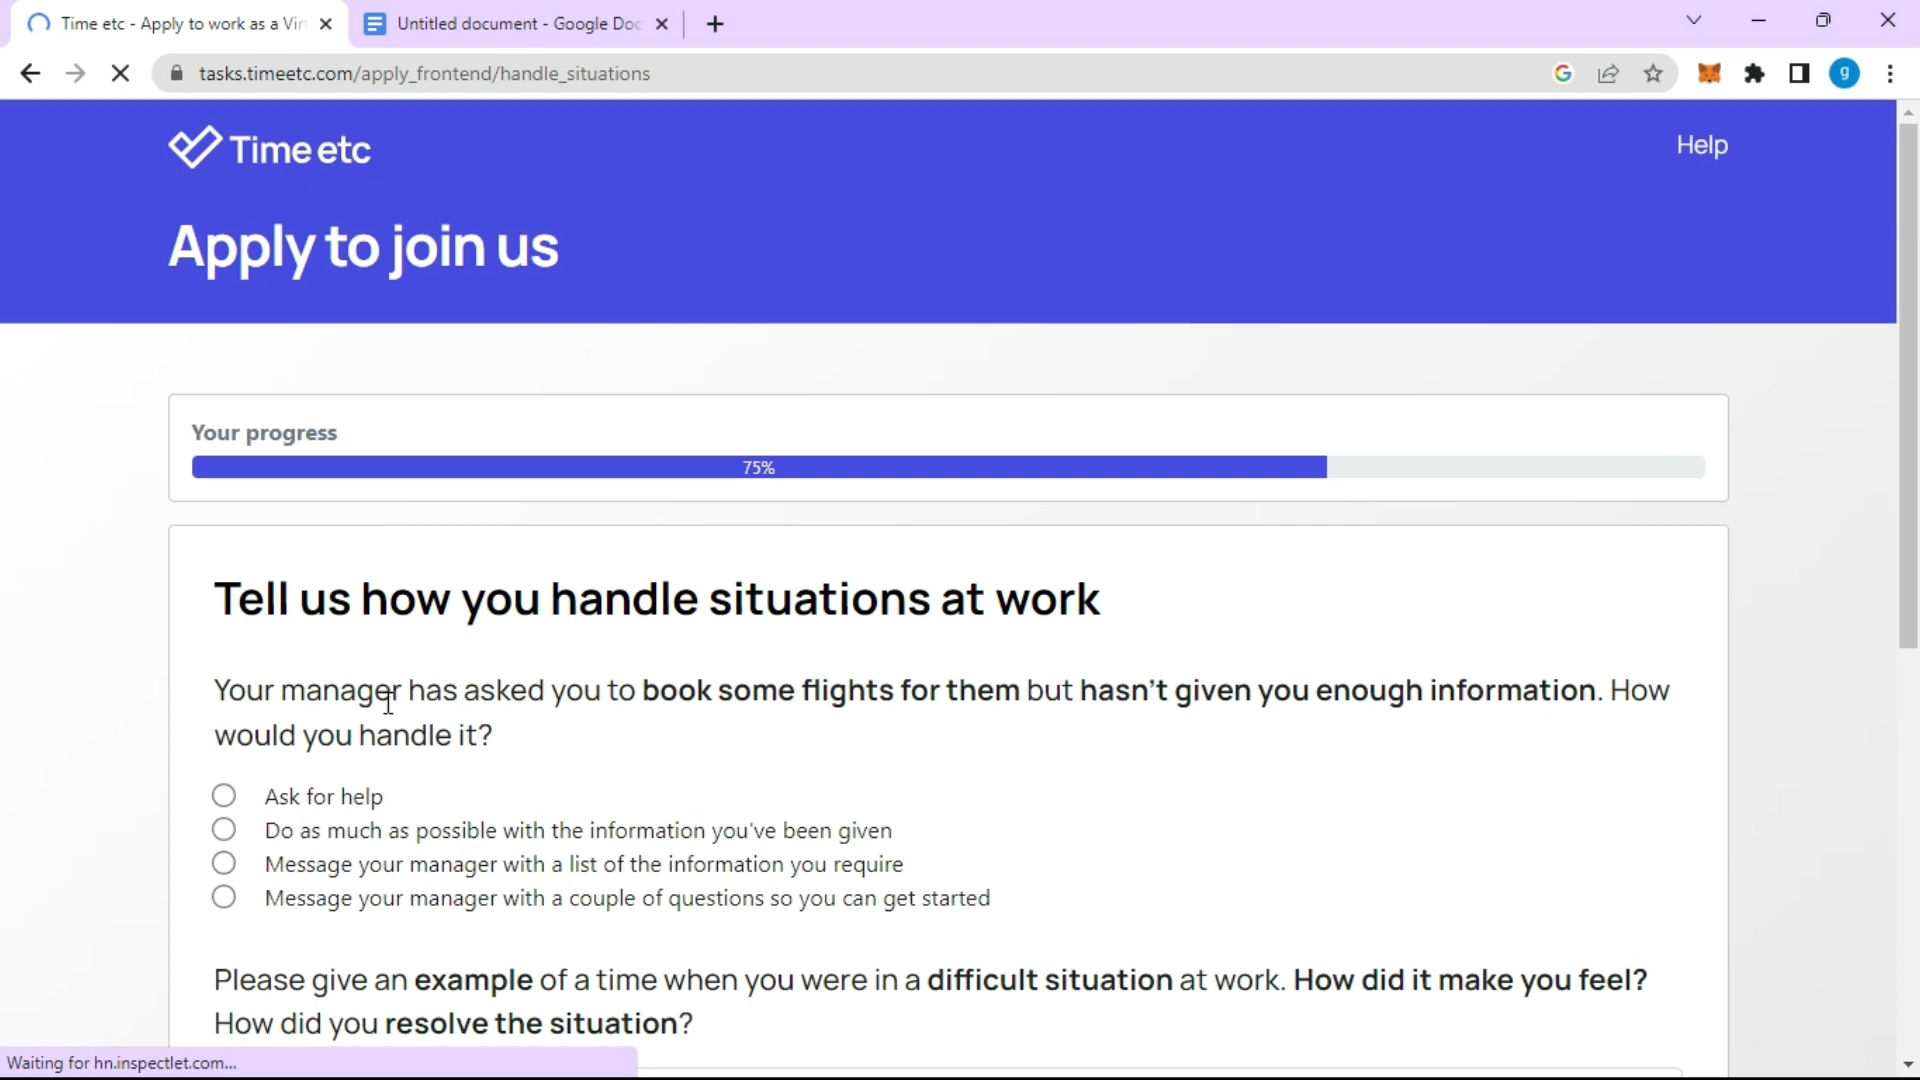 Time etc - Apply to work as a Vir
Untitled document - Google Doc
tasks.timeetc.com/apply_frontend/handle_situations
g
Time etc
Help
Apply to join us
Your progress
75%
Tell us how you handle situations at work
Your manager has asked you to book some flights for them but hasn't given you enough information. How
would you handle it?
Ask for help
Do as much as possible with the information you've been given
Message your manager with a list of the information you require
Message your manager with a couple of questions so you can get started
Please give an example of a time when you were in a difficult situation at work. How did it make you feel?
How did you resolve the situation?
Waiting for hn.inspectlet.com...